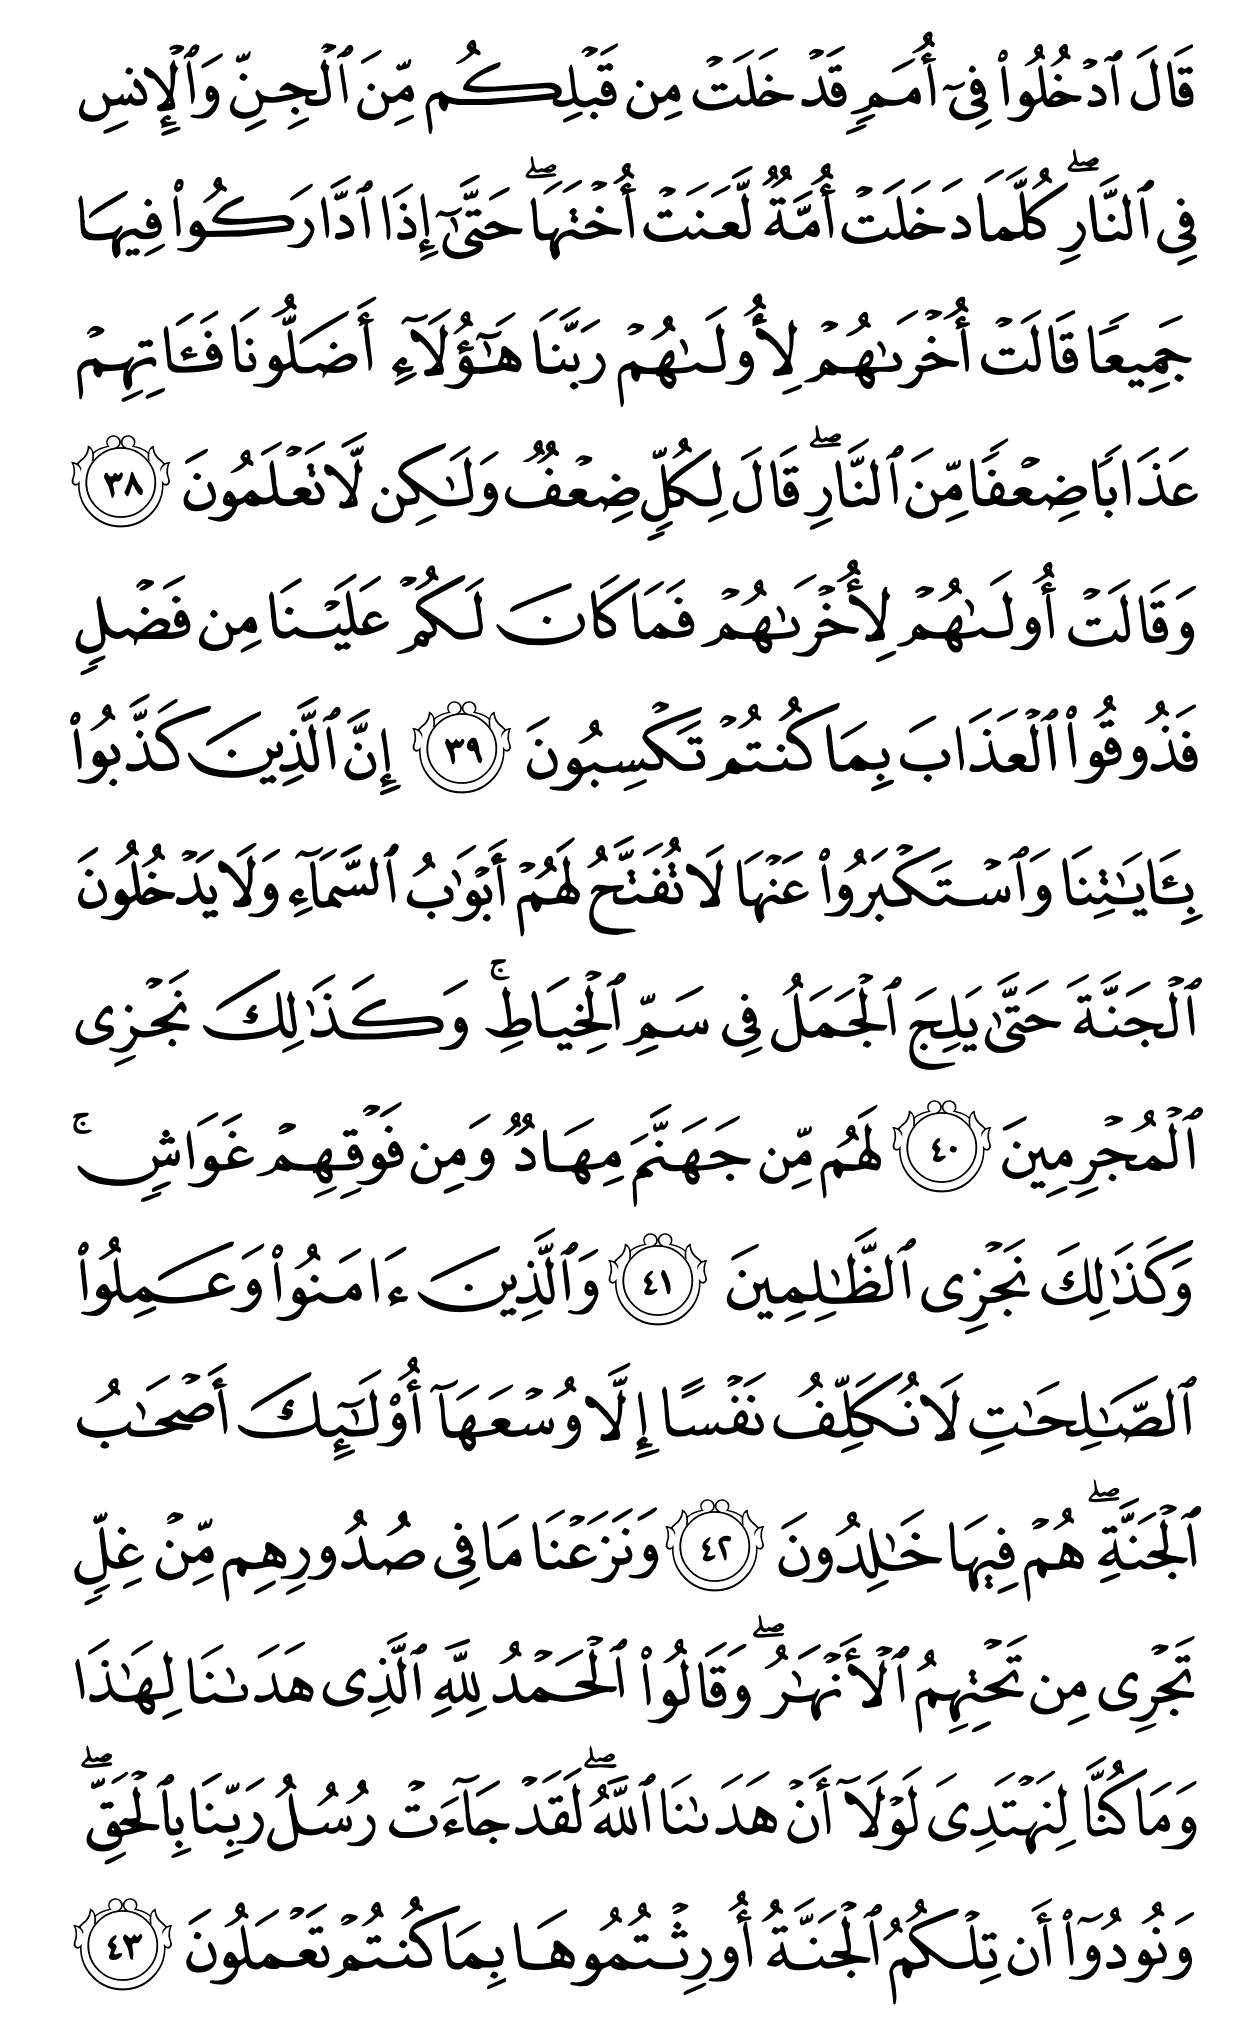 قَالَ ٱدۡخُلُواْ فِيٓ أُمَمٖ قَدۡ خَلَتۡ مِن قَبۡلِكُم مِّنَ ٱلۡجِنِّ وَٱلۡإِنسِ
فِي ٱلنَّارِۖ كُلَّمَا دَخَلَتۡ أُمَّةٞ لَّعَنَتۡ أُخۡتَهَاۖ حَتَّىٰٓ إِذَا ٱدَّارَكُواْ فِيهَا
جَمِيعٗا قَالَتۡ أُخۡرَىٰهُمۡ لِأُولَىٰهُمۡ رَبَّنَا هَٰٓؤُلَآءِ أَضَلُّونَا فَـَٔاتِهِمۡ
عَذَابٗا ضِعۡفٗا مِّنَ ٱلنَّارِۖ قَالَ لِكُلّٖ ضِعۡفٞ وَلَٰكِن لَّا تَعۡلَمُونَ ٣٨
وَقَالَتۡ أُولَىٰهُمۡ لِأُخۡرَىٰهُمۡ فَمَا كَانَ لَكُمۡ عَلَيۡنَا مِن فَضۡلٖ
فَذُوقُواْ ٱلۡعَذَابَ بِمَا كُنتُمۡ تَكۡسِبُونَ ٣٩ إِنَّ ٱلَّذِينَ كَذَّبُواْ
بِـَٔايَٰتِنَا وَٱسۡتَكۡبَرُواْ عَنۡهَا لَا تُفَتَّحُ لَهُمۡ أَبۡوَٰبُ ٱلسَّمَآءِ وَلَا يَدۡخُلُونَ
ٱلۡجَنَّةَ حَتَّىٰ يَلِجَ ٱلۡجَمَلُ فِي سَمِّ ٱلۡخِيَاطِۚ وَكَذَٰلِكَ نَجۡزِي
ٱلۡمُجۡرِمِينَ ٤٠ لَهُم مِّن جَهَنَّمَ مِهَادٞ وَمِن فَوۡقِهِمۡ غَوَاشٖۚ
وَكَذَٰلِكَ نَجۡزِي ٱلظَّٰلِمِينَ ٤١ وَٱلَّذِينَ ءَامَنُواْ وَعَمِلُواْ
ٱلصَّٰلِحَٰتِ لَا نُكَلِّفُ نَفۡسًا إِلَّا وُسۡعَهَآ أُوْلَٰٓئِكَ أَصۡحَٰبُ
ٱلۡجَنَّةِۖ هُمۡ فِيهَا خَٰلِدُونَ ٤٢ وَنَزَعۡنَا مَا فِي صُدُورِهِم مِّنۡ غِلّٖ
تَجۡرِي مِن تَحۡتِهِمُ ٱلۡأَنۡهَٰرُۖ وَقَالُواْ ٱلۡحَمۡدُ لِلَّهِ ٱلَّذِي هَدَىٰنَا لِهَٰذَا
وَمَا كُنَّا لِنَهۡتَدِيَ لَوۡلَآ أَنۡ هَدَىٰنَا ٱللَّهُۖ لَقَدۡ جَآءَتۡ رُسُلُ رَبِّنَا بِٱلۡحَقِّۖ
وَنُودُوٓاْ أَن تِلۡكُمُ ٱلۡجَنَّةُ أُورِثۡتُمُوهَا بِمَا كُنتُمۡ تَعۡمَلُونَ ٤٣